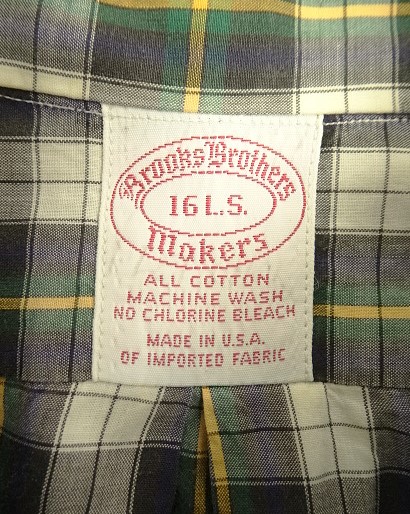 Brooks Brothers
16 L.S.
Makers
ALL COTTON
MACHINE WASH
NO CHLORINE BLEACH
MADE IN U.S.A.
OF IMPORTED FABRIC